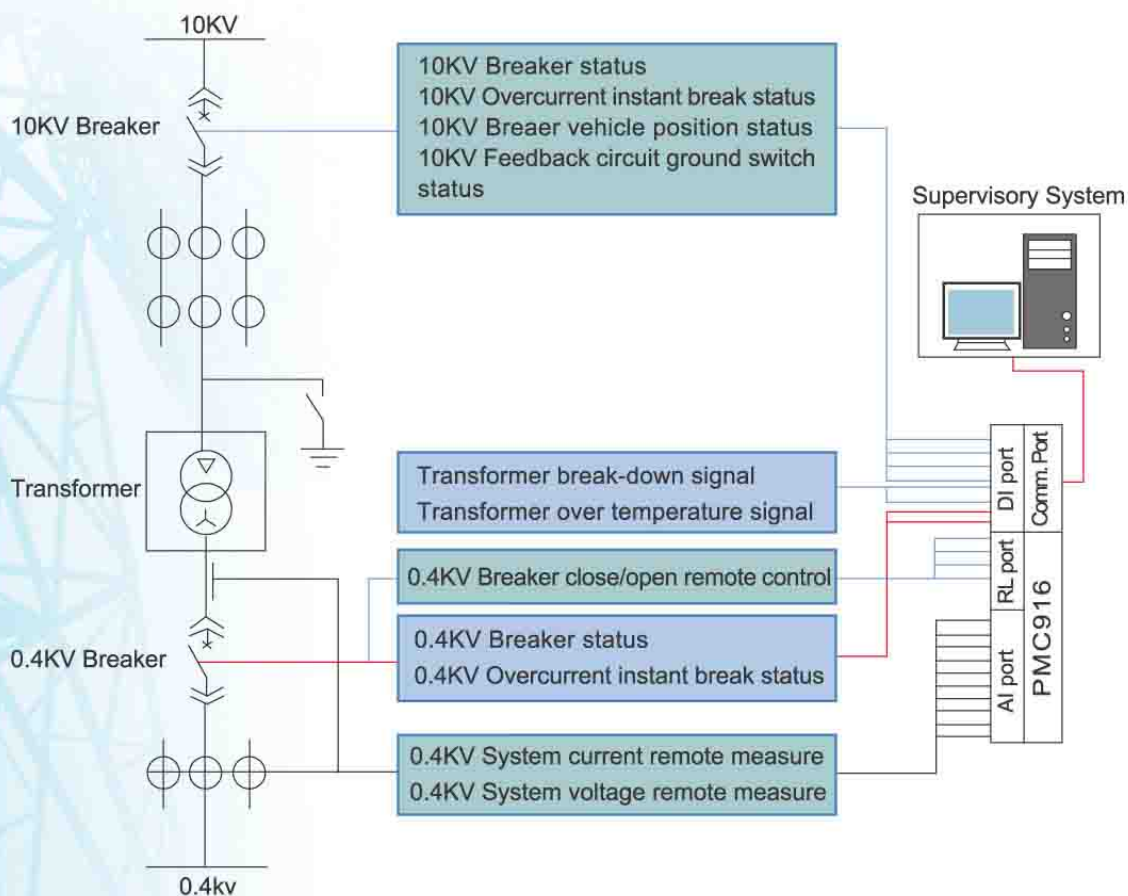 10KV
10KV Breaker status
10KV Overcurrent instant break status
10KV Breaer vehicle position status
10KV Feedback circuit ground switch
status
10KV Breaker
Supervisory System
Transformer
Transformer break-down signal
Transformer over temperature signal
DI port
Comm. Port
0.4KV Breaker close/open remote control
RL port
PMC916
0.4KV Breaker
0.4KV Breaker status
0.4KV Overcurrent instant break status
AI port
0.4KV System current remote measure
0.4KV System voltage remote measure
0.4kv